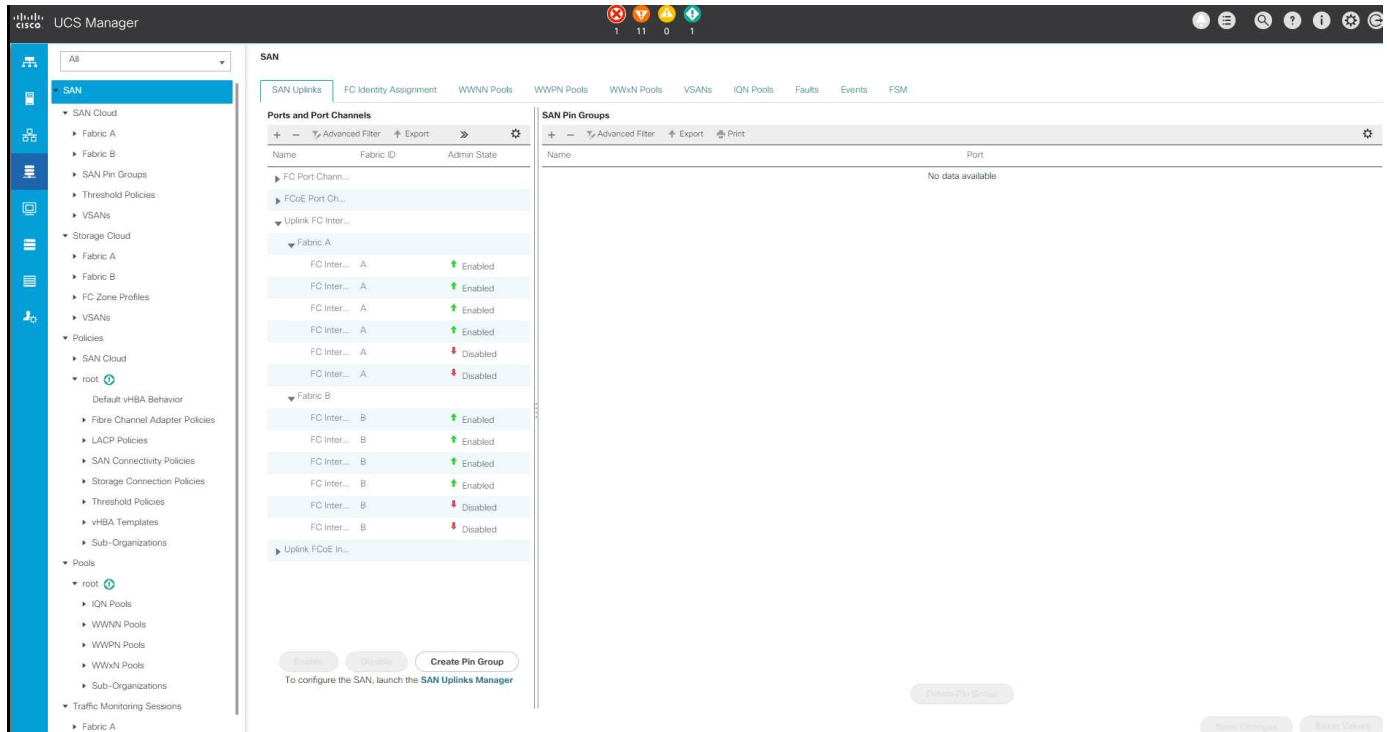 cisco UCS Manager
1 11 0 1
All
SAN
SAN Cloud
Fabric A
Fabric B
SAN Pin Groups
Threshold Policies
VSANs
Storage Cloud
Fabric A
Fabric B
FC Zone Profiles
VSANs
Policies
SAN Cloud
root
Default vHBA Behavior
Fibre Channel Adapter Policies
LACP Policies
SAN Connectivity Policies
Storage Connection Policies
Threshold Policies
vHBA Templates
Sub-Organizations
Pools
root
IQN Pools
WWNN Pools
WWPN Pools
WWxN Pools
Sub-Organizations
Traffic Monitoring Sessions
Fabric A
SAN
SAN Uplinks FC Identity Assignment WWNN Pools WWPN Pools WWxN Pools VSANs IQN Pools Faults Events FSM
Ports and Port Channels
+ − Advanced Filter Export »
Name Fabric ID Admin State
FC Port Chann...
FCoE Port Ch...
Uplink FC Inter...
Fabric A
FC Inter... A Enabled
FC Inter... A Enabled
FC Inter... A Enabled
FC Inter... A Enabled
FC Inter... A Disabled
FC Inter... A Disabled
Fabric B
FC Inter... B Enabled
FC Inter... B Enabled
FC Inter... B Enabled
FC Inter... B Enabled
FC Inter... B Disabled
FC Inter... B Disabled
Uplink FCoE In...
Enable Disable Create Pin Group
To configure the SAN, launch the SAN Uplinks Manager
SAN Pin Groups
+ − Advanced Filter Export Print
Name Port
No data available
Delete Pin Group
Save Changes Reset Values